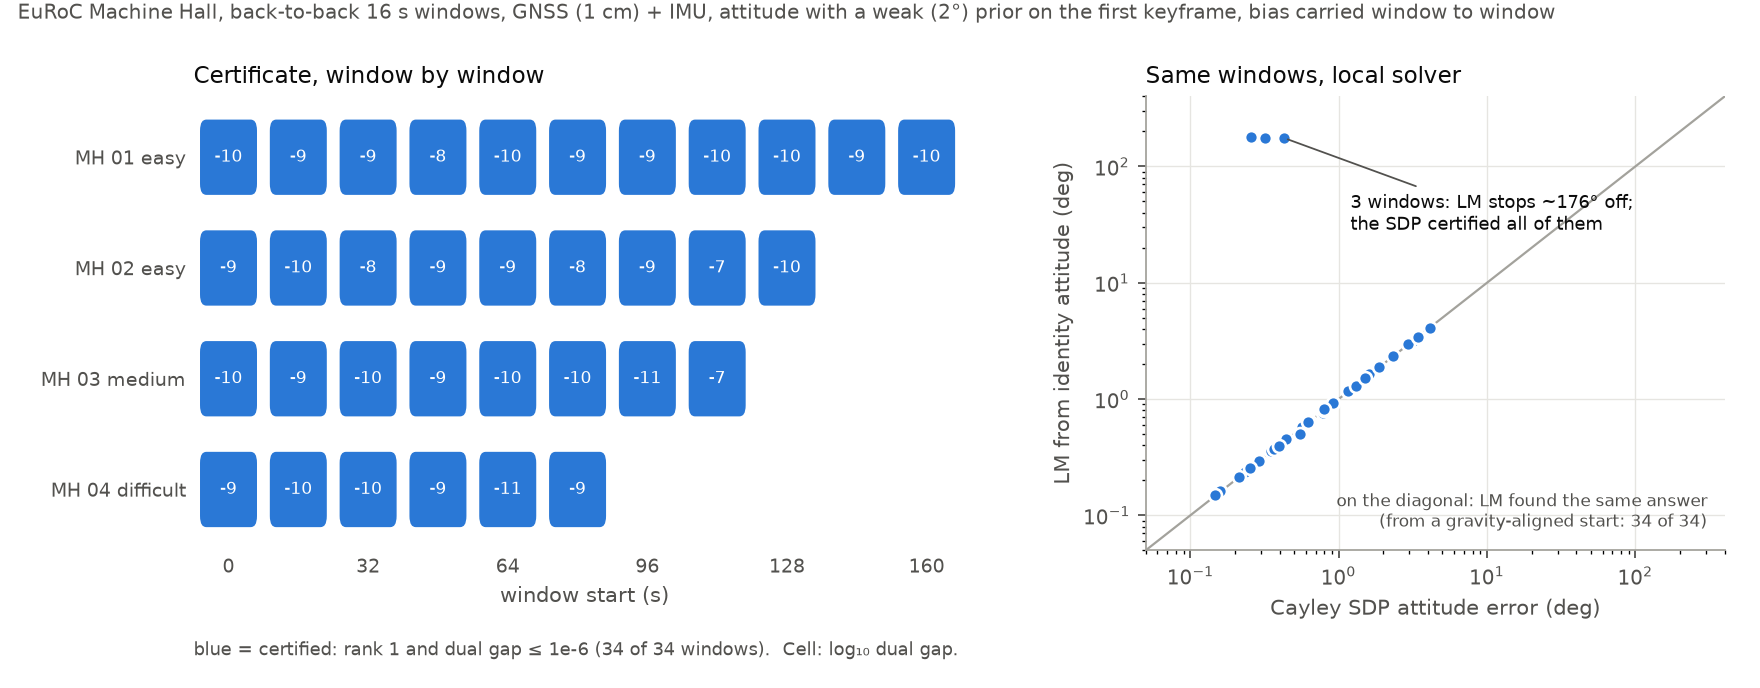 EuRoC Machine Hall, back-to-back 16 s windows, GNSS (1 cm) + IMU, attitude with a weak (2°) prior on the first keyframe, bias carried window to window
Certificate, window by window
MH 01 easy -10 -9 -9 -8 -10 -9 -9 -10 -10 -9 -10
MH 02 easy -9 -10 -8 -9 -9 -8 -9 -7 -10
MH 03 medium -10 -9 -10 -9 -10 -10 -11 -7
MH 04 difficult -9 -10 -10 -9 -11 -9
0 32 64 96 128 160
window start (s)
blue = certified: rank 1 and dual gap ≤ 1e-6 (34 of 34 windows).  Cell: log₁₀ dual gap.
Same windows, local solver
LM from identity attitude (deg)
10²
10¹
10⁰
10⁻¹
3 windows: LM stops ~176° off;
the SDP certified all of them
on the diagonal: LM found the same answer
(from a gravity-aligned start: 34 of 34)
10⁻¹ 10⁰ 10¹ 10²
Cayley SDP attitude error (deg)